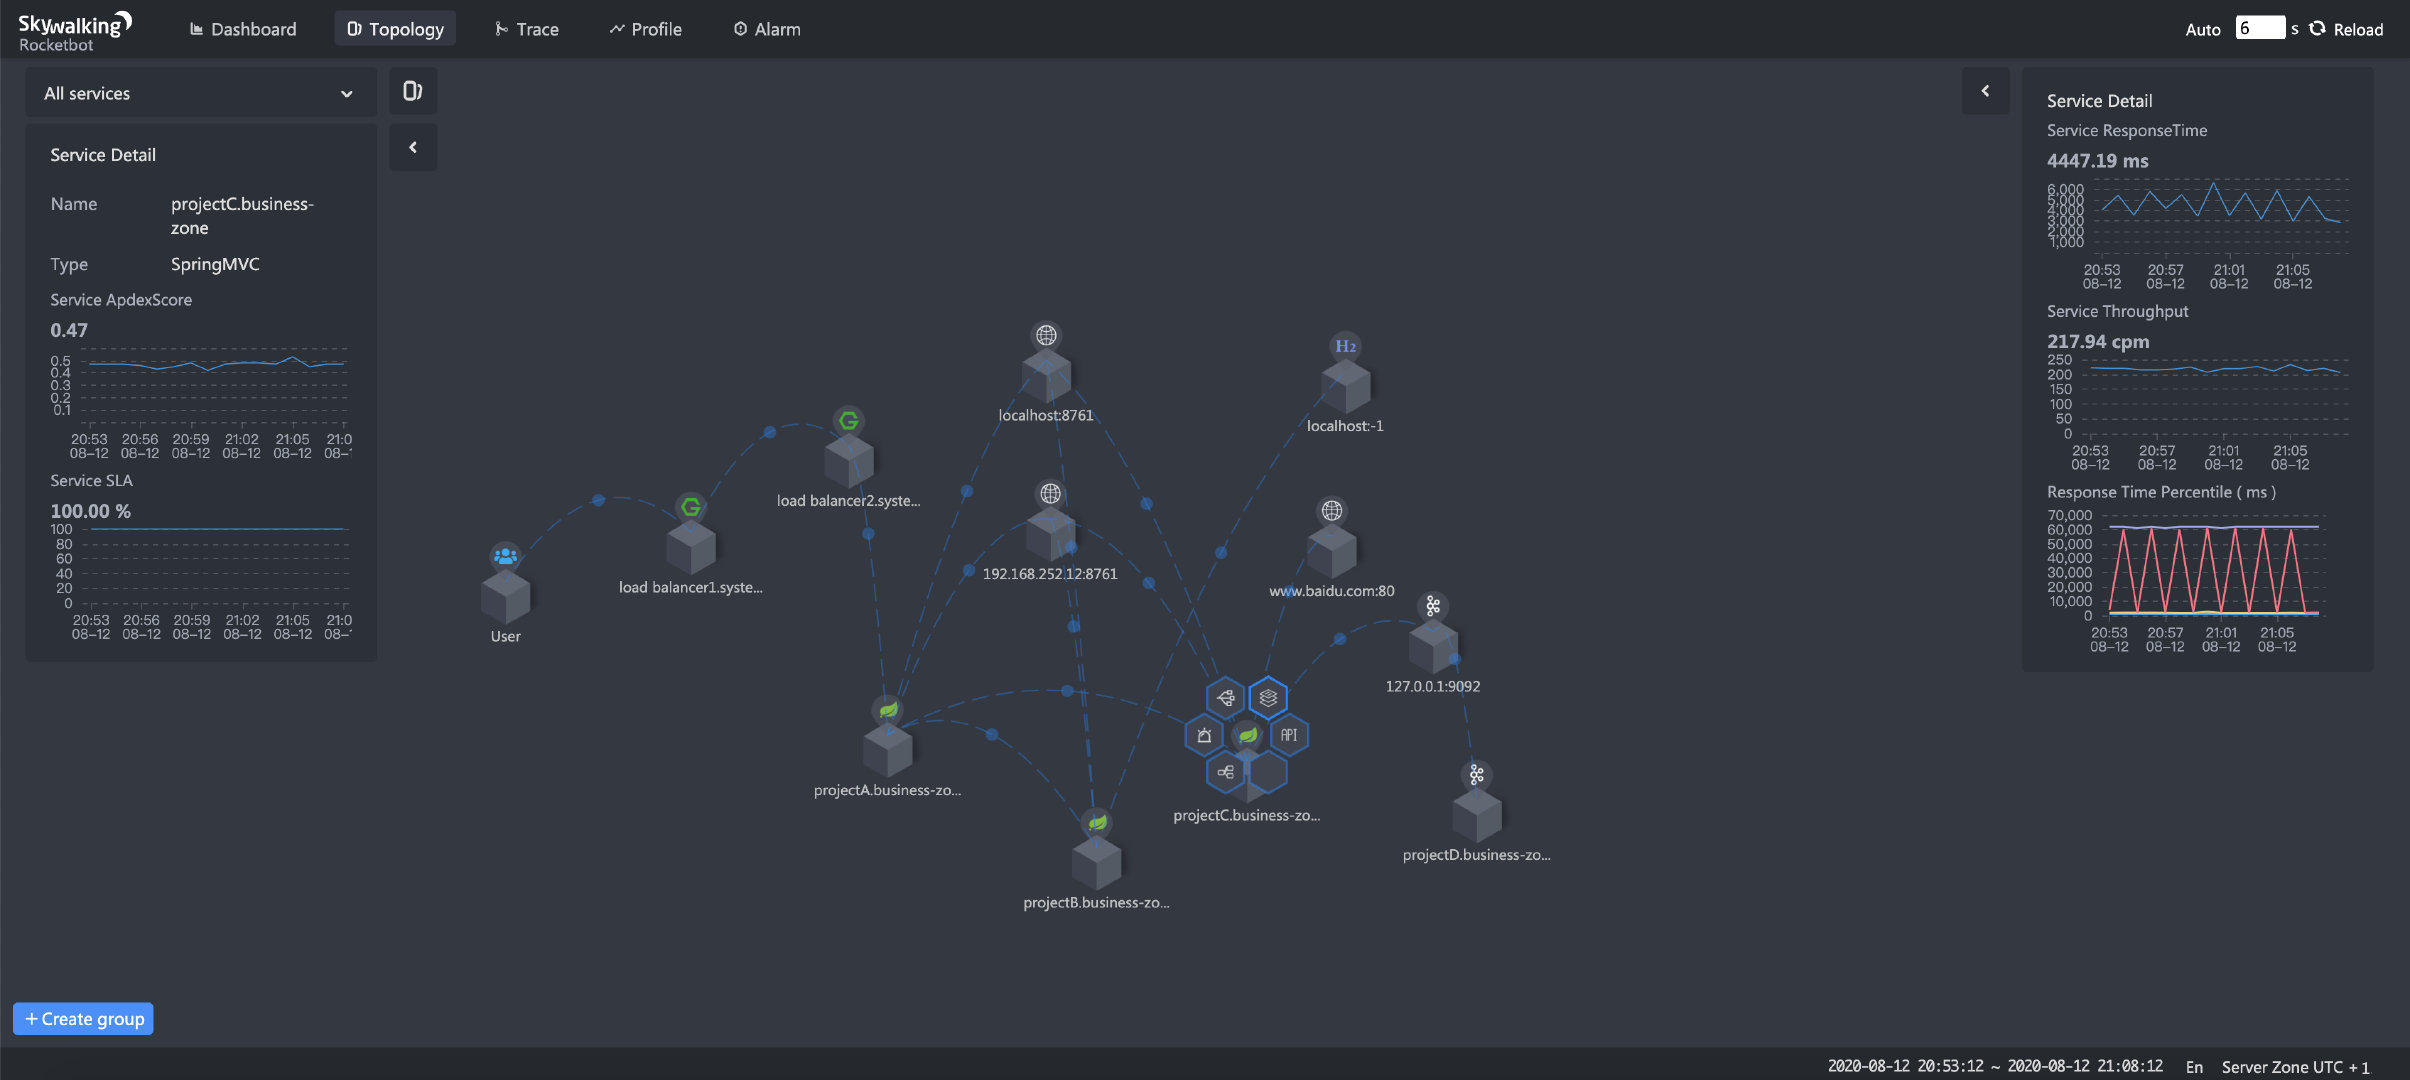 Skywalking
Rocketbot
Dashboard
Topology
Trace
Profile
Alarm
Auto 6 s Reload
All services
Service Detail
Name projectC.business-
zone
Type SpringMVC
Service ApdexScore
0.47
0.5
0.4
0.3
0.2
0.1
20:53 20:56 20:59 21:02 21:05 21:0
08-12 08-12 08-12 08-12 08-12 08-1
Service SLA
100.00 %
100
80
60
40
20
0
20:53 20:56 20:59 21:02 21:05 21:0
08-12 08-12 08-12 08-12 08-12 08-1
localhost:8761
H2
localhost:-1
load balancer2.syste...
192.168.252.12:8761
load balancer1.syste...
www.baidu.com:80
User
127.0.0.1:9092
API
projectA.business-zo...
projectC.business-zo...
projectD.business-zo...
projectB.business-zo...
Service Detail
Service ResponseTime
4447.19 ms
6,000
5,000
4,000
3,000
2,000
1,000
20:53 20:57 21:01 21:05
08-12 08-12 08-12 08-12
Service Throughput
217.94 cpm
250
200
150
100
50
0
20:53 20:57 21:01 21:05
08-12 08-12 08-12 08-12
Response Time Percentile ( ms )
70,000
60,000
50,000
40,000
30,000
20,000
10,000
0
20:53 20:57 21:01 21:05
08-12 08-12 08-12 08-12
+ Create group
2020-08-12 20:53:12 ~ 2020-08-12 21:08:12 En Server Zone UTC + 1